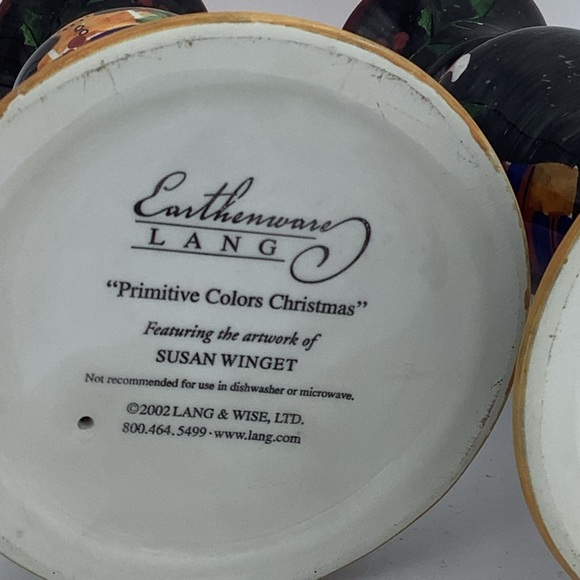 Earthenware
LANG
“Primitive Colors Christmas”
Featuring the artwork of
SUSAN WINGET
Not recommended for use in dishwasher or microwave.
©2002 LANG & WISE, LTD.
800.464.5499·www.lang.com